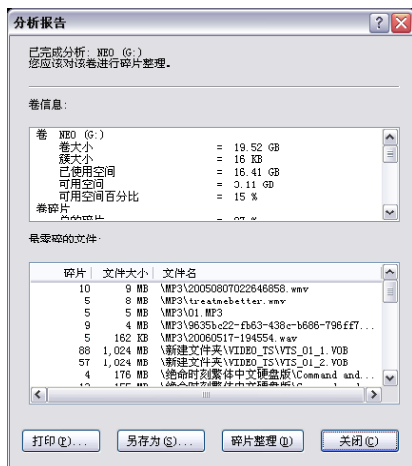 分析报告
已完成分析: NEO (G:)
您应该对该卷进行碎片整理。
卷信息:
卷 NEO (G:)
卷大小 = 19.52 GB
簇大小 = 16 KB
已使用空间 = 16.41 GB
可用空间 = 3.11 GB
可用空间百分比 = 15 %
卷碎片
最零碎的文件:
碎片 文件大小 文件名
10 9 MB \MP3\20050807022646858.wmv
5 8 MB \MP3\treatmebetter.wmv
5 5 MB \MP3\01.MP3
9 4 MB \MP3\9635bc22-fb63-438c-b686-796ff7...
5 162 KB \MP3\20060517-194554.wav
88 1,024 MB \新建文件夹\VIDEO_TS\VTS_01_1.VOB
57 1,024 MB \新建文件夹\VIDEO_TS\VTS_01_2.VOB
4 176 MB \绝命时刻繁体中文硬盘版\Command and...
打印(P)... 另存为(S)... 碎片整理(D) 关闭(C)